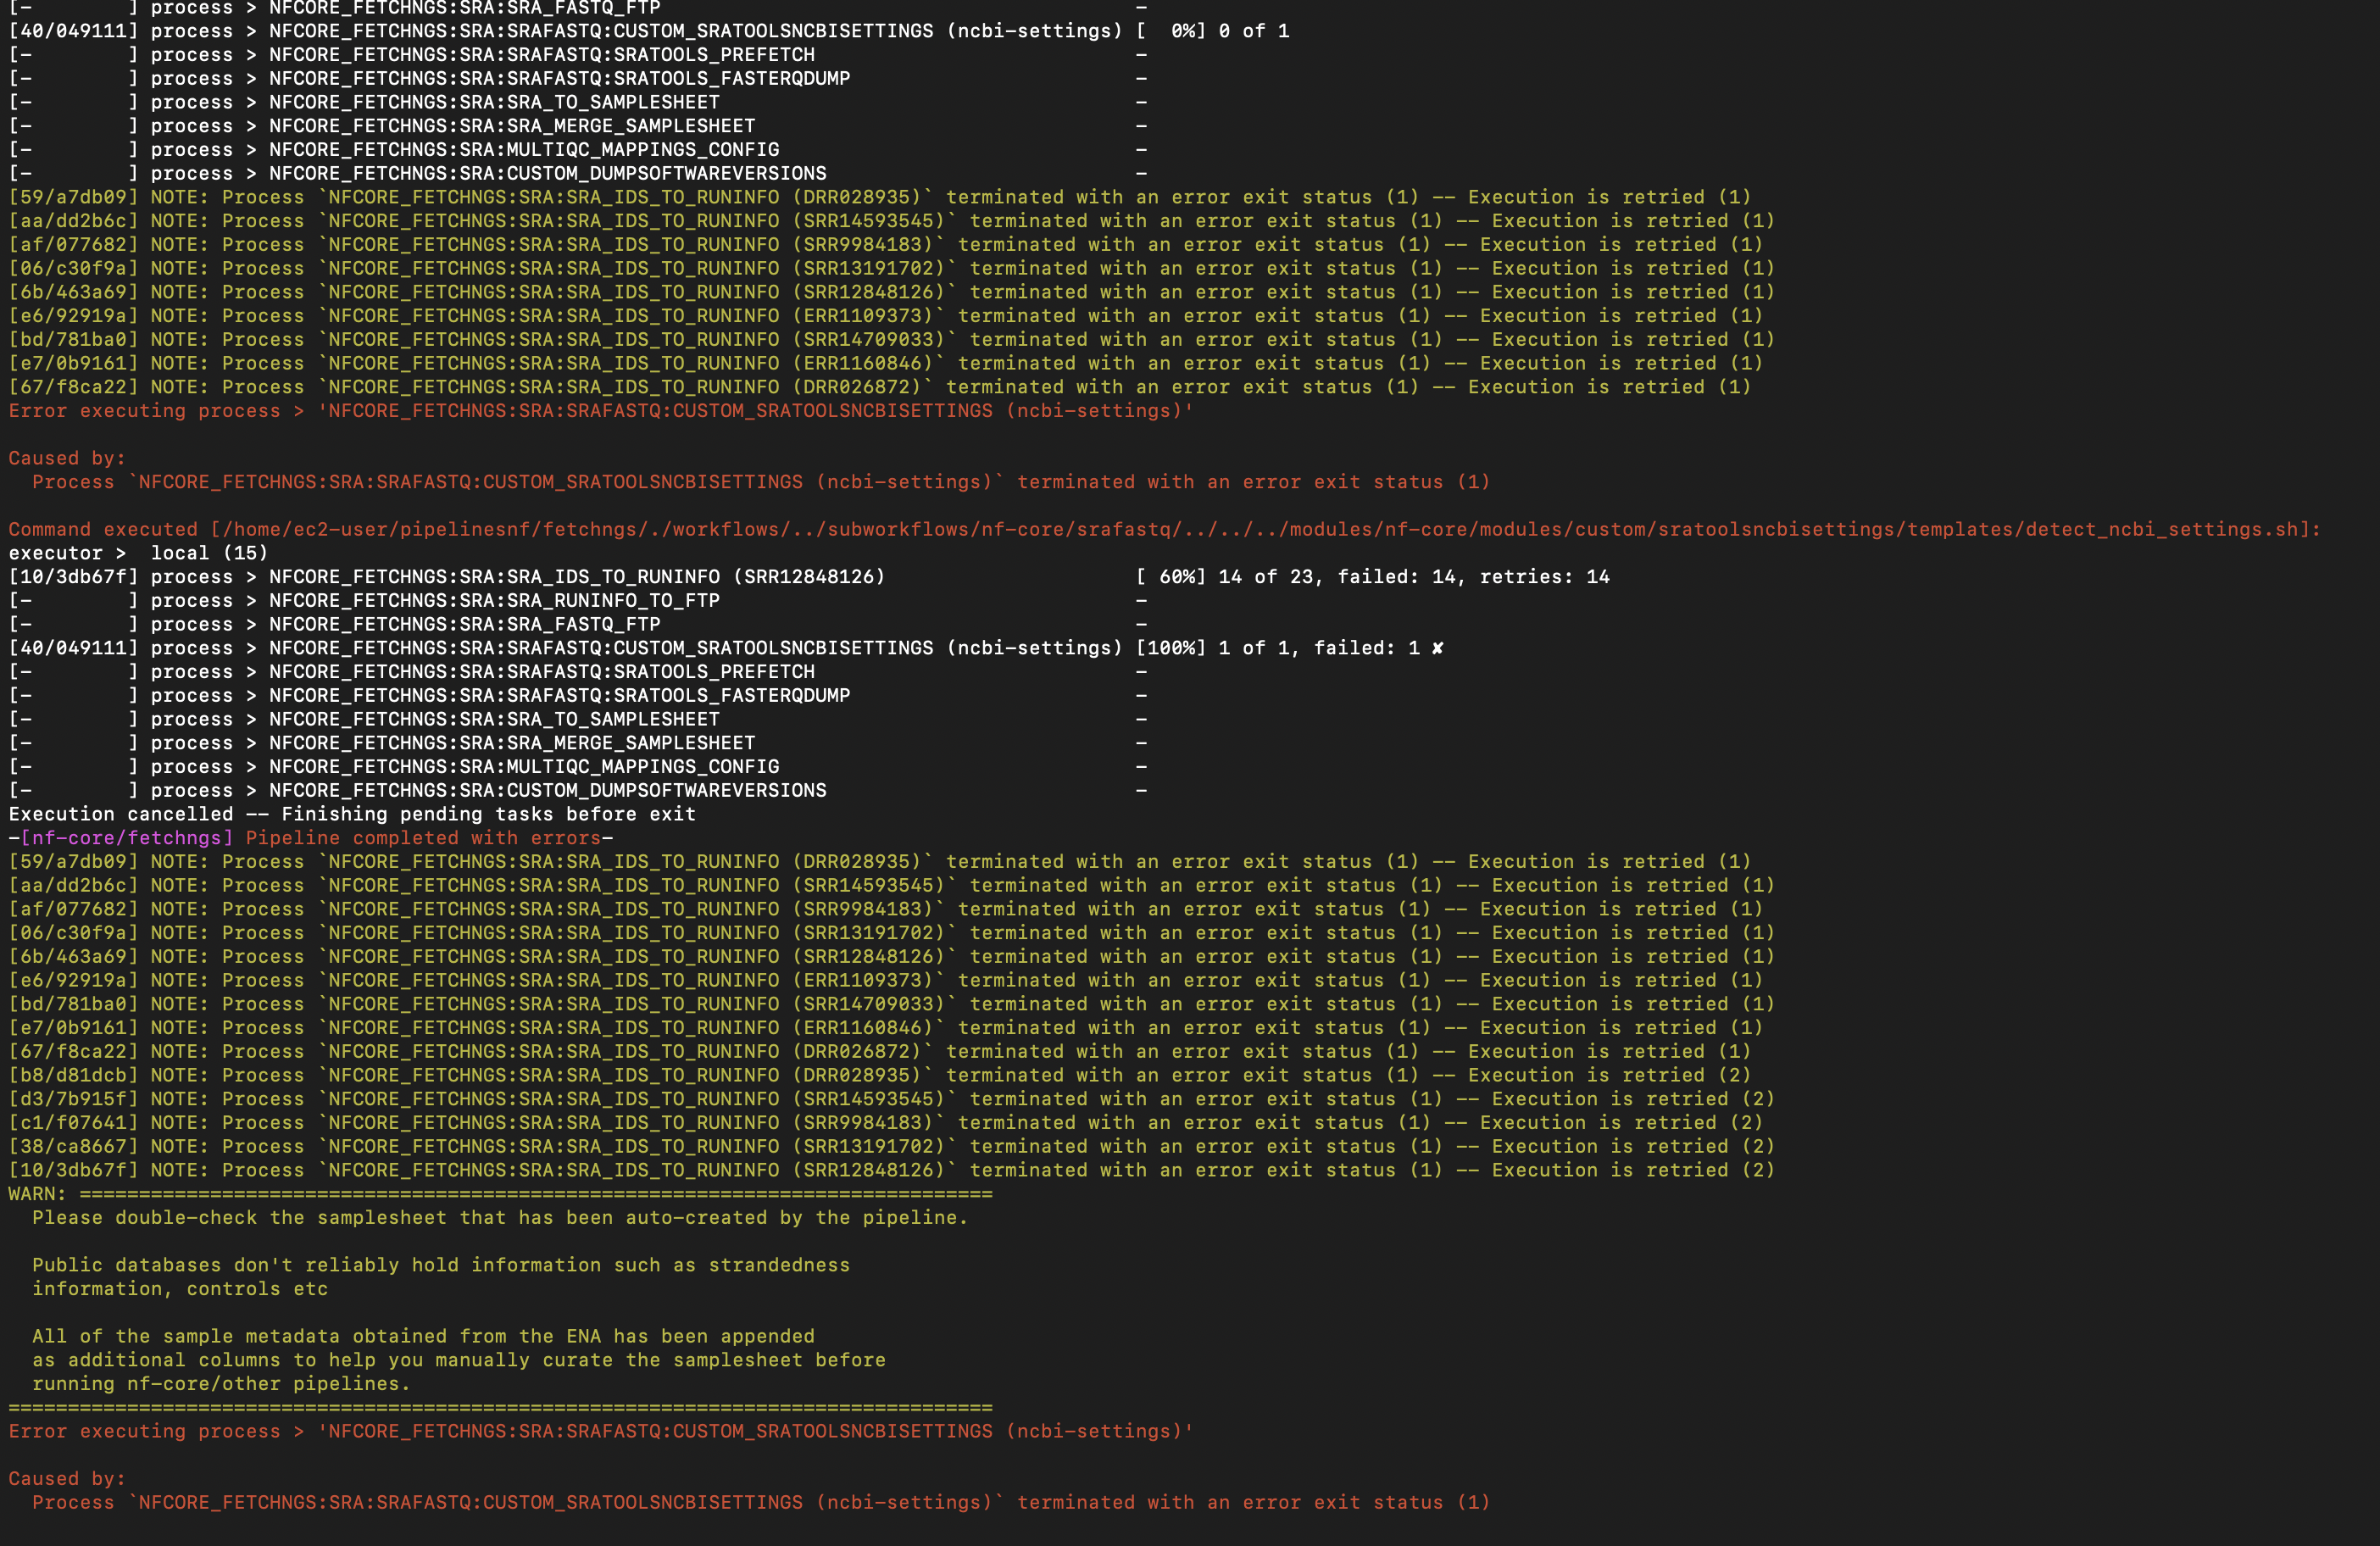 [-        ] process > NFCORE_FETCHNGS:SRA:SRA_FASTQ_FTP                                        -
[40/049111] process > NFCORE_FETCHNGS:SRA:SRAFASTQ:CUSTOM_SRATOOLSNCBISETTINGS (ncbi-settings) [  0%] 0 of 1
[-        ] process > NFCORE_FETCHNGS:SRA:SRAFASTQ:SRATOOLS_PREFETCH                           -
[-        ] process > NFCORE_FETCHNGS:SRA:SRAFASTQ:SRATOOLS_FASTERQDUMP                        -
[-        ] process > NFCORE_FETCHNGS:SRA:SRA_TO_SAMPLESHEET                                   -
[-        ] process > NFCORE_FETCHNGS:SRA:SRA_MERGE_SAMPLESHEET                                -
[-        ] process > NFCORE_FETCHNGS:SRA:MULTIQC_MAPPINGS_CONFIG                              -
[-        ] process > NFCORE_FETCHNGS:SRA:CUSTOM_DUMPSOFTWAREVERSIONS                          -
[59/a7db09] NOTE: Process `NFCORE_FETCHNGS:SRA:SRA_IDS_TO_RUNINFO (DRR028935)` terminated with an error exit status (1) -- Execution is retried (1)
[aa/dd2b6c] NOTE: Process `NFCORE_FETCHNGS:SRA:SRA_IDS_TO_RUNINFO (SRR14593545)` terminated with an error exit status (1) -- Execution is retried (1)
[af/077682] NOTE: Process `NFCORE_FETCHNGS:SRA:SRA_IDS_TO_RUNINFO (SRR9984183)` terminated with an error exit status (1) -- Execution is retried (1)
[06/c30f9a] NOTE: Process `NFCORE_FETCHNGS:SRA:SRA_IDS_TO_RUNINFO (SRR13191702)` terminated with an error exit status (1) -- Execution is retried (1)
[6b/463a69] NOTE: Process `NFCORE_FETCHNGS:SRA:SRA_IDS_TO_RUNINFO (SRR12848126)` terminated with an error exit status (1) -- Execution is retried (1)
[e6/92919a] NOTE: Process `NFCORE_FETCHNGS:SRA:SRA_IDS_TO_RUNINFO (ERR1109373)` terminated with an error exit status (1) -- Execution is retried (1)
[bd/781ba0] NOTE: Process `NFCORE_FETCHNGS:SRA:SRA_IDS_TO_RUNINFO (SRR14709033)` terminated with an error exit status (1) -- Execution is retried (1)
[e7/0b9161] NOTE: Process `NFCORE_FETCHNGS:SRA:SRA_IDS_TO_RUNINFO (ERR1160846)` terminated with an error exit status (1) -- Execution is retried (1)
[67/f8ca22] NOTE: Process `NFCORE_FETCHNGS:SRA:SRA_IDS_TO_RUNINFO (DRR026872)` terminated with an error exit status (1) -- Execution is retried (1)
Error executing process > 'NFCORE_FETCHNGS:SRA:SRAFASTQ:CUSTOM_SRATOOLSNCBISETTINGS (ncbi-settings)'
Caused by:
  Process `NFCORE_FETCHNGS:SRA:SRAFASTQ:CUSTOM_SRATOOLSNCBISETTINGS (ncbi-settings)` terminated with an error exit status (1)
Command executed [/home/ec2-user/pipelinesnf/fetchngs/./workflows/../subworkflows/nf-core/srafastq/../../../modules/nf-core/modules/custom/sratoolsncbisettings/templates/detect_ncbi_settings.sh]:
executor >  local (15)
[10/3db67f] process > NFCORE_FETCHNGS:SRA:SRA_IDS_TO_RUNINFO (SRR12848126)                     [ 60%] 14 of 23, failed: 14, retries: 14
[-        ] process > NFCORE_FETCHNGS:SRA:SRA_RUNINFO_TO_FTP                                   -
[-        ] process > NFCORE_FETCHNGS:SRA:SRA_FASTQ_FTP                                        -
[40/049111] process > NFCORE_FETCHNGS:SRA:SRAFASTQ:CUSTOM_SRATOOLSNCBISETTINGS (ncbi-settings) [100%] 1 of 1, failed: 1 ✘
[-        ] process > NFCORE_FETCHNGS:SRA:SRAFASTQ:SRATOOLS_PREFETCH                           -
[-        ] process > NFCORE_FETCHNGS:SRA:SRAFASTQ:SRATOOLS_FASTERQDUMP                        -
[-        ] process > NFCORE_FETCHNGS:SRA:SRA_TO_SAMPLESHEET                                   -
[-        ] process > NFCORE_FETCHNGS:SRA:SRA_MERGE_SAMPLESHEET                                -
[-        ] process > NFCORE_FETCHNGS:SRA:MULTIQC_MAPPINGS_CONFIG                              -
[-        ] process > NFCORE_FETCHNGS:SRA:CUSTOM_DUMPSOFTWAREVERSIONS                          -
Execution cancelled -- Finishing pending tasks before exit
-[nf-core/fetchngs] Pipeline completed with errors-
[59/a7db09] NOTE: Process `NFCORE_FETCHNGS:SRA:SRA_IDS_TO_RUNINFO (DRR028935)` terminated with an error exit status (1) -- Execution is retried (1)
[aa/dd2b6c] NOTE: Process `NFCORE_FETCHNGS:SRA:SRA_IDS_TO_RUNINFO (SRR14593545)` terminated with an error exit status (1) -- Execution is retried (1)
[af/077682] NOTE: Process `NFCORE_FETCHNGS:SRA:SRA_IDS_TO_RUNINFO (SRR9984183)` terminated with an error exit status (1) -- Execution is retried (1)
[06/c30f9a] NOTE: Process `NFCORE_FETCHNGS:SRA:SRA_IDS_TO_RUNINFO (SRR13191702)` terminated with an error exit status (1) -- Execution is retried (1)
[6b/463a69] NOTE: Process `NFCORE_FETCHNGS:SRA:SRA_IDS_TO_RUNINFO (SRR12848126)` terminated with an error exit status (1) -- Execution is retried (1)
[e6/92919a] NOTE: Process `NFCORE_FETCHNGS:SRA:SRA_IDS_TO_RUNINFO (ERR1109373)` terminated with an error exit status (1) -- Execution is retried (1)
[bd/781ba0] NOTE: Process `NFCORE_FETCHNGS:SRA:SRA_IDS_TO_RUNINFO (SRR14709033)` terminated with an error exit status (1) -- Execution is retried (1)
[e7/0b9161] NOTE: Process `NFCORE_FETCHNGS:SRA:SRA_IDS_TO_RUNINFO (ERR1160846)` terminated with an error exit status (1) -- Execution is retried (1)
[67/f8ca22] NOTE: Process `NFCORE_FETCHNGS:SRA:SRA_IDS_TO_RUNINFO (DRR026872)` terminated with an error exit status (1) -- Execution is retried (1)
[b8/d81dcb] NOTE: Process `NFCORE_FETCHNGS:SRA:SRA_IDS_TO_RUNINFO (DRR028935)` terminated with an error exit status (1) -- Execution is retried (2)
[d3/7b915f] NOTE: Process `NFCORE_FETCHNGS:SRA:SRA_IDS_TO_RUNINFO (SRR14593545)` terminated with an error exit status (1) -- Execution is retried (2)
[c1/f07641] NOTE: Process `NFCORE_FETCHNGS:SRA:SRA_IDS_TO_RUNINFO (SRR9984183)` terminated with an error exit status (1) -- Execution is retried (2)
[38/ca8667] NOTE: Process `NFCORE_FETCHNGS:SRA:SRA_IDS_TO_RUNINFO (SRR13191702)` terminated with an error exit status (1) -- Execution is retried (2)
[10/3db67f] NOTE: Process `NFCORE_FETCHNGS:SRA:SRA_IDS_TO_RUNINFO (SRR12848126)` terminated with an error exit status (1) -- Execution is retried (2)
WARN: =============================================================================
  Please double-check the samplesheet that has been auto-created by the pipeline.
  Public databases don't reliably hold information such as strandedness
  information, controls etc
  All of the sample metadata obtained from the ENA has been appended
  as additional columns to help you manually curate the samplesheet before
  running nf-core/other pipelines.
===================================================================================
Error executing process > 'NFCORE_FETCHNGS:SRA:SRAFASTQ:CUSTOM_SRATOOLSNCBISETTINGS (ncbi-settings)'
Caused by:
  Process `NFCORE_FETCHNGS:SRA:SRAFASTQ:CUSTOM_SRATOOLSNCBISETTINGS (ncbi-settings)` terminated with an error exit status (1)